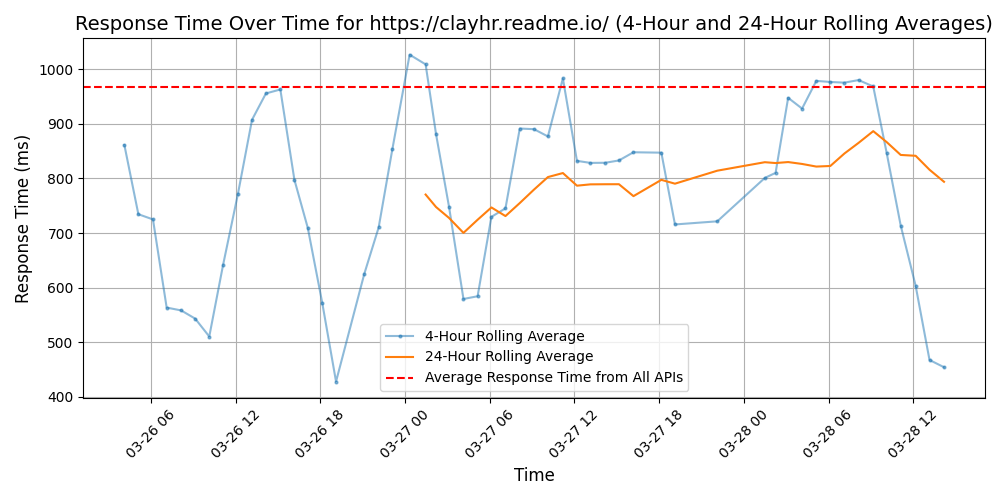 Response Time Over Time for https://clayhr.readme.io/ (4-Hour and 24-Hour Rolling Averages)
Response Time (ms)
1000
900
800
700
600
500
400
4-Hour Rolling Average
24-Hour Rolling Average
Average Response Time from All APIs
03-26 06
03-26 12
03-26 18
03-27 00
03-27 06
03-27 12
03-27 18
03-28 00
03-28 06
03-28 12
Time